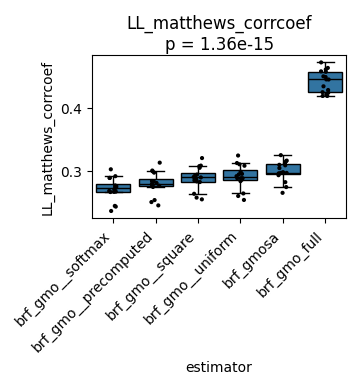 LL_matthews_corrcoef
p = 1.36e-15
LL_matthews_corrcoef
0.4
0.3
brf_gmo__softmax
brf_gmo__precomputed
brf_gmo__square
brf_gmo__uniform
brf_gmosa
brf_gmo_full
estimator